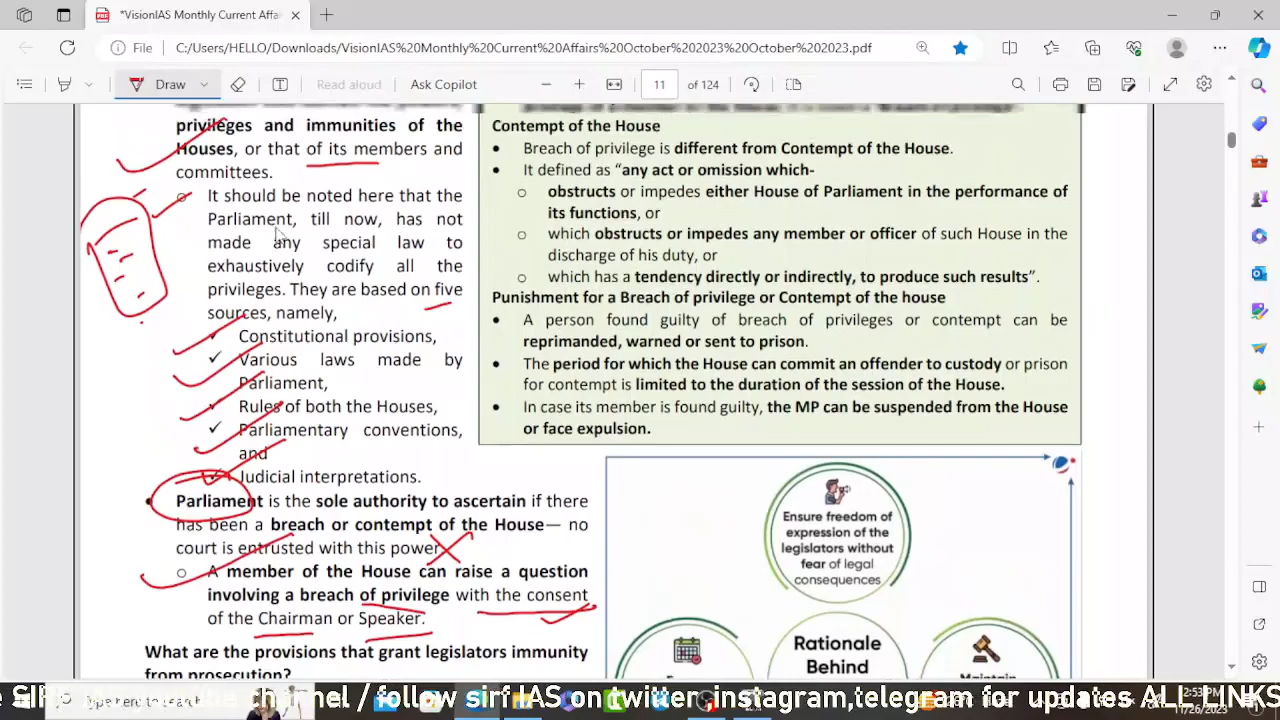 *VisionIAS Monthly Current Affai
File
C:/Users/HELLO/Downloads/VisionIAS%20Monthly%20Current%20Affairs%20October%202023%20October%202023.pdf
Draw
Read aloud
Ask Copilot
11
of 124
privileges and immunities of the
Houses, or that of its members and
committees.
It should be noted here that the
Parliament, till now, has not
made any special law to
exhaustively codify all the
privileges. They are based on five
sources, namely,
Constitutional provisions,
Various laws made by
Parliament,
Rules of both the Houses,
Parliamentary conventions,
and
Judicial interpretations.
Parliament is the sole authority to ascertain if there
has been a breach or contempt of the House— no
court is entrusted with this power.
A member of the House can raise a question
involving a breach of privilege with the consent
of the Chairman or Speaker.
What are the provisions that grant legislators immunity
from prosecution?
Contempt of the House
Breach of privilege is different from Contempt of the House.
It defined as “any act or omission which-
obstructs or impedes either House of Parliament in the performance of
its functions, or
which obstructs or impedes any member or officer of such House in the
discharge of his duty, or
which has a tendency directly or indirectly, to produce such results”.
Punishment for a Breach of privilege or Contempt of the house
A person found guilty of breach of privileges or contempt can be
reprimanded, warned or sent to prison.
The period for which the House can commit an offender to custody or prison
for contempt is limited to the duration of the session of the House.
In case its member is found guilty, the MP can be suspended from the House
or face expulsion.
Ensure freedom of
expression of the
legislators without
fear of legal
consequences
Rationale
Behind
channel / follow sirf IAS on twitter,instagram,telegram for updates ALL LINKS
2:53 PM
11/26/2023